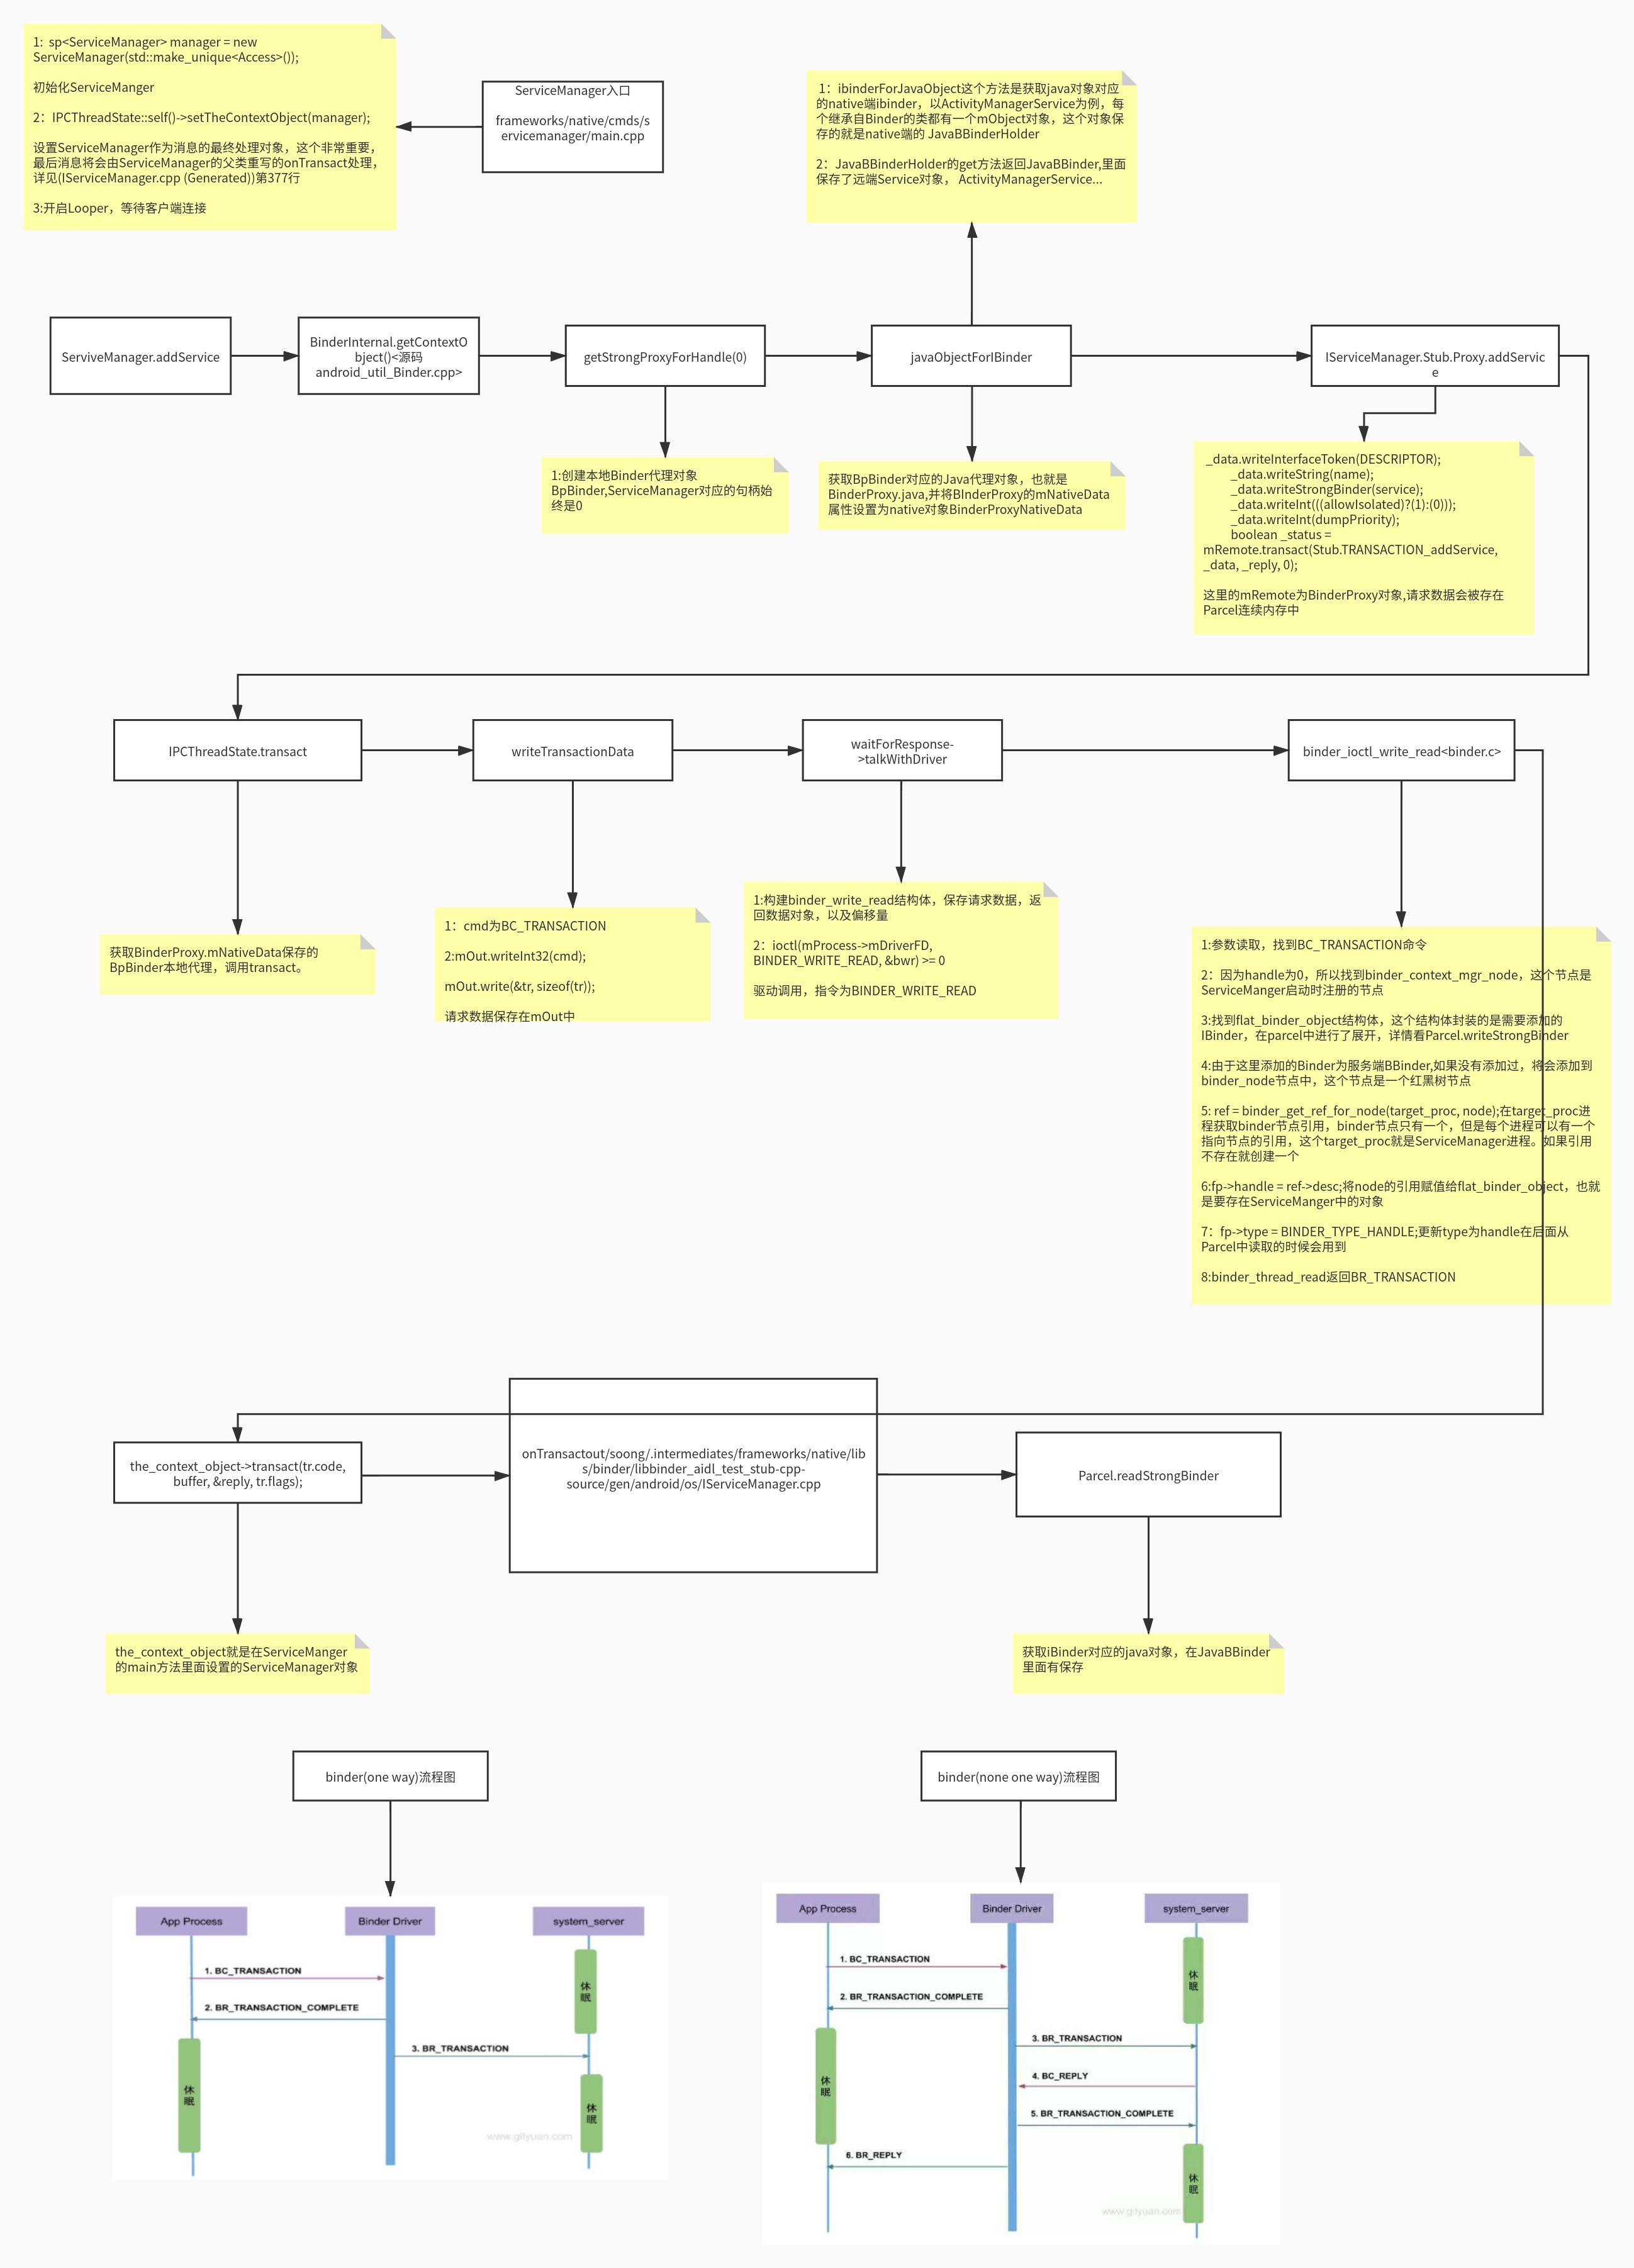 1:  sp<ServiceManager> manager = new
ServiceManager(std::make_unique<Access>());
初始化ServiceManger
2：IPCThreadState::self()->setTheContextObject(manager);
设置ServiceManager作为消息的最终处理对象，这个非常重要，
最后消息将会由ServiceManager的父类重写的onTransact处理，
详见(IServiceManager.cpp (Generated))第377行
3:开启Looper，等待客户端连接
ServiceManager入口
frameworks/native/cmds/s
ervicemanager/main.cpp
1：ibinderForJavaObject这个方法是获取java对象对应
的native端ibinder，以ActivityManagerService为例，每
个继承自Binder的类都有一个mObject对象，这个对象保
存的就是native端的 JavaBBinderHolder
2：JavaBBinderHolder的get方法返回JavaBBinder,里面
保存了远端Service对象， ActivityManagerService...
ServiveManager.addService
BinderInternal.getContextO
bject()<源码
android_util_Binder.cpp>
getStrongProxyForHandle(0)
javaObjectForIBinder
IServiceManager.Stub.Proxy.addServic
e
1:创建本地Binder代理对象
BpBinder,ServiceManager对应的句柄始
终是0
获取BpBinder对应的Java代理对象，也就是
BinderProxy.java,并将BInderProxy的mNativeData
属性设置为native对象BinderProxyNativeData
_data.writeInterfaceToken(DESCRIPTOR);
_data.writeString(name);
_data.writeStrongBinder(service);
_data.writeInt(((allowIsolated)?(1):(0)));
_data.writeInt(dumpPriority);
boolean _status =
mRemote.transact(Stub.TRANSACTION_addService,
_data, _reply, 0);
这里的mRemote为BinderProxy对象,请求数据会被存在
Parcel连续内存中
IPCThreadState.transact
writeTransactionData
waitForResponse-
>talkWithDriver
binder_ioctl_write_read<binder.c>
获取BinderProxy.mNativeData保存的
BpBinder本地代理，调用transact。
1：cmd为BC_TRANSACTION
2:mOut.writeInt32(cmd);
mOut.write(&tr, sizeof(tr));
请求数据保存在mOut中
1:构建binder_write_read结构体，保存请求数据，返
回数据对象，以及偏移量
2：ioctl(mProcess->mDriverFD,
BINDER_WRITE_READ, &bwr) >= 0
驱动调用，指令为BINDER_WRITE_READ
1:参数读取，找到BC_TRANSACTION命令
2：因为handle为0，所以找到binder_context_mgr_node，这个节点是
ServiceManger启动时注册的节点
3:找到flat_binder_object结构体，这个结构体封装的是需要添加的
IBinder，在parcel中进行了展开，详情看Parcel.writeStrongBinder
4:由于这里添加的Binder为服务端BBinder,如果没有添加过，将会添加到
binder_node节点中，这个节点是一个红黑树节点
5: ref = binder_get_ref_for_node(target_proc, node);在target_proc进
程获取binder节点引用，binder节点只有一个，但是每个进程可以有一个
指向节点的引用，这个target_proc就是ServiceManager进程。如果引用
不存在就创建一个
6:fp->handle = ref->desc;将node的引用赋值给flat_binder_object，也就
是要存在ServiceManger中的对象
7：fp->type = BINDER_TYPE_HANDLE;更新type为handle在后面从
Parcel中读取的时候会用到
8:binder_thread_read返回BR_TRANSACTION
the_context_object->transact(tr.code,
buffer, &reply, tr.flags);
onTransactout/soong/.intermediates/frameworks/native/lib
s/binder/libbinder_aidl_test_stub-cpp-
source/gen/android/os/IServiceManager.cpp
Parcel.readStrongBinder
the_context_object就是在ServiceManger
的main方法里面设置的ServiceManager对象
获取iBinder对应的java对象，在JavaBBinder
里面有保存
binder(one way)流程图
binder(none one way)流程图
App Process
Binder Driver
system_server
1. BC_TRANSACTION
休
眠
2. BR_TRANSACTION_COMPLETE
3. BR_TRANSACTION
休
眠
休
眠
www.gityuan.com
App Process
Binder Driver
system_server
1. BC_TRANSACTION
休
眠
2. BR_TRANSACTION_COMPLETE
3. BR_TRANSACTION
休
眠
4. BC_REPLY
5. BR_TRANSACTION_COMPLETE
6. BR_REPLY
休
眠
www.gityuan.com